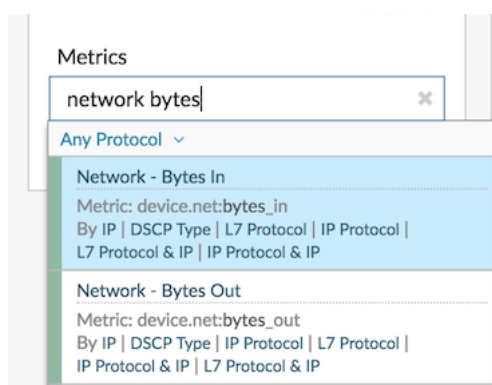 Metrics
network bytes
Any Protocol
Network - Bytes In
Metric: device.net:bytes_in
By IP | DSCP Type | L7 Protocol | IP Protocol |
L7 Protocol & IP | IP Protocol & IP
Network - Bytes Out
Metric: device.net:bytes_out
By IP | DSCP Type | IP Protocol | L7 Protocol |
IP Protocol & IP | L7 Protocol & IP